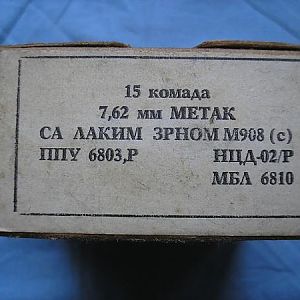 15 комада
7,62 мм МЕТАК
СА ЛАКИМ ЗРНОМ М908 (с)
ППУ 6803,Р НЦД-02/Р
МБЛ 6810